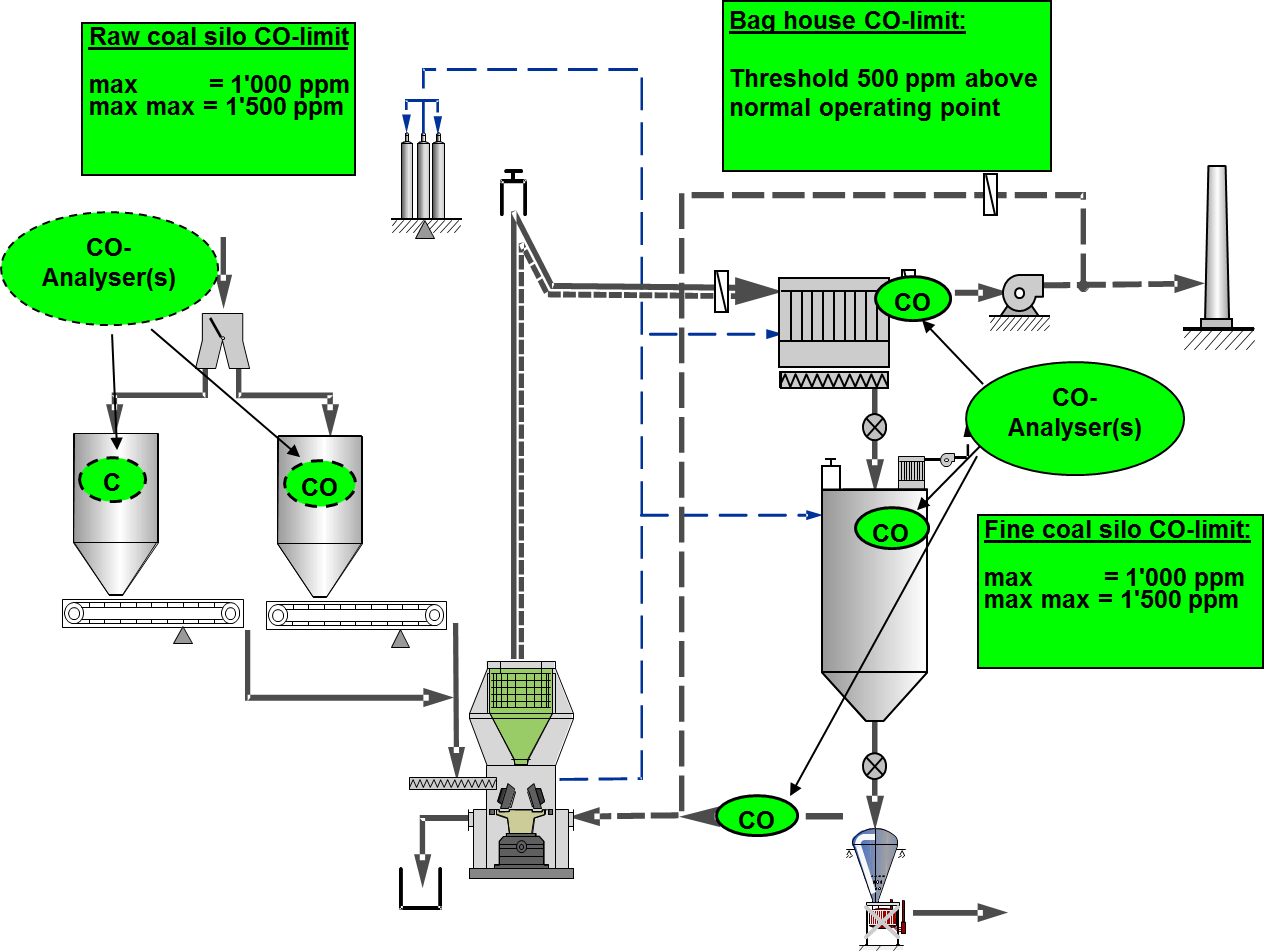 Raw coal silo CO-limit
max = 1'000 ppm
max max = 1'500 ppm
Bag house CO-limit:
Threshold 500 ppm above
normal operating point
CO-
Analyser(s)
CO
CO-
Analyser(s)
C
CO
CO
Fine coal silo CO-limit:
max = 1'000 ppm
max max = 1'500 ppm
CO